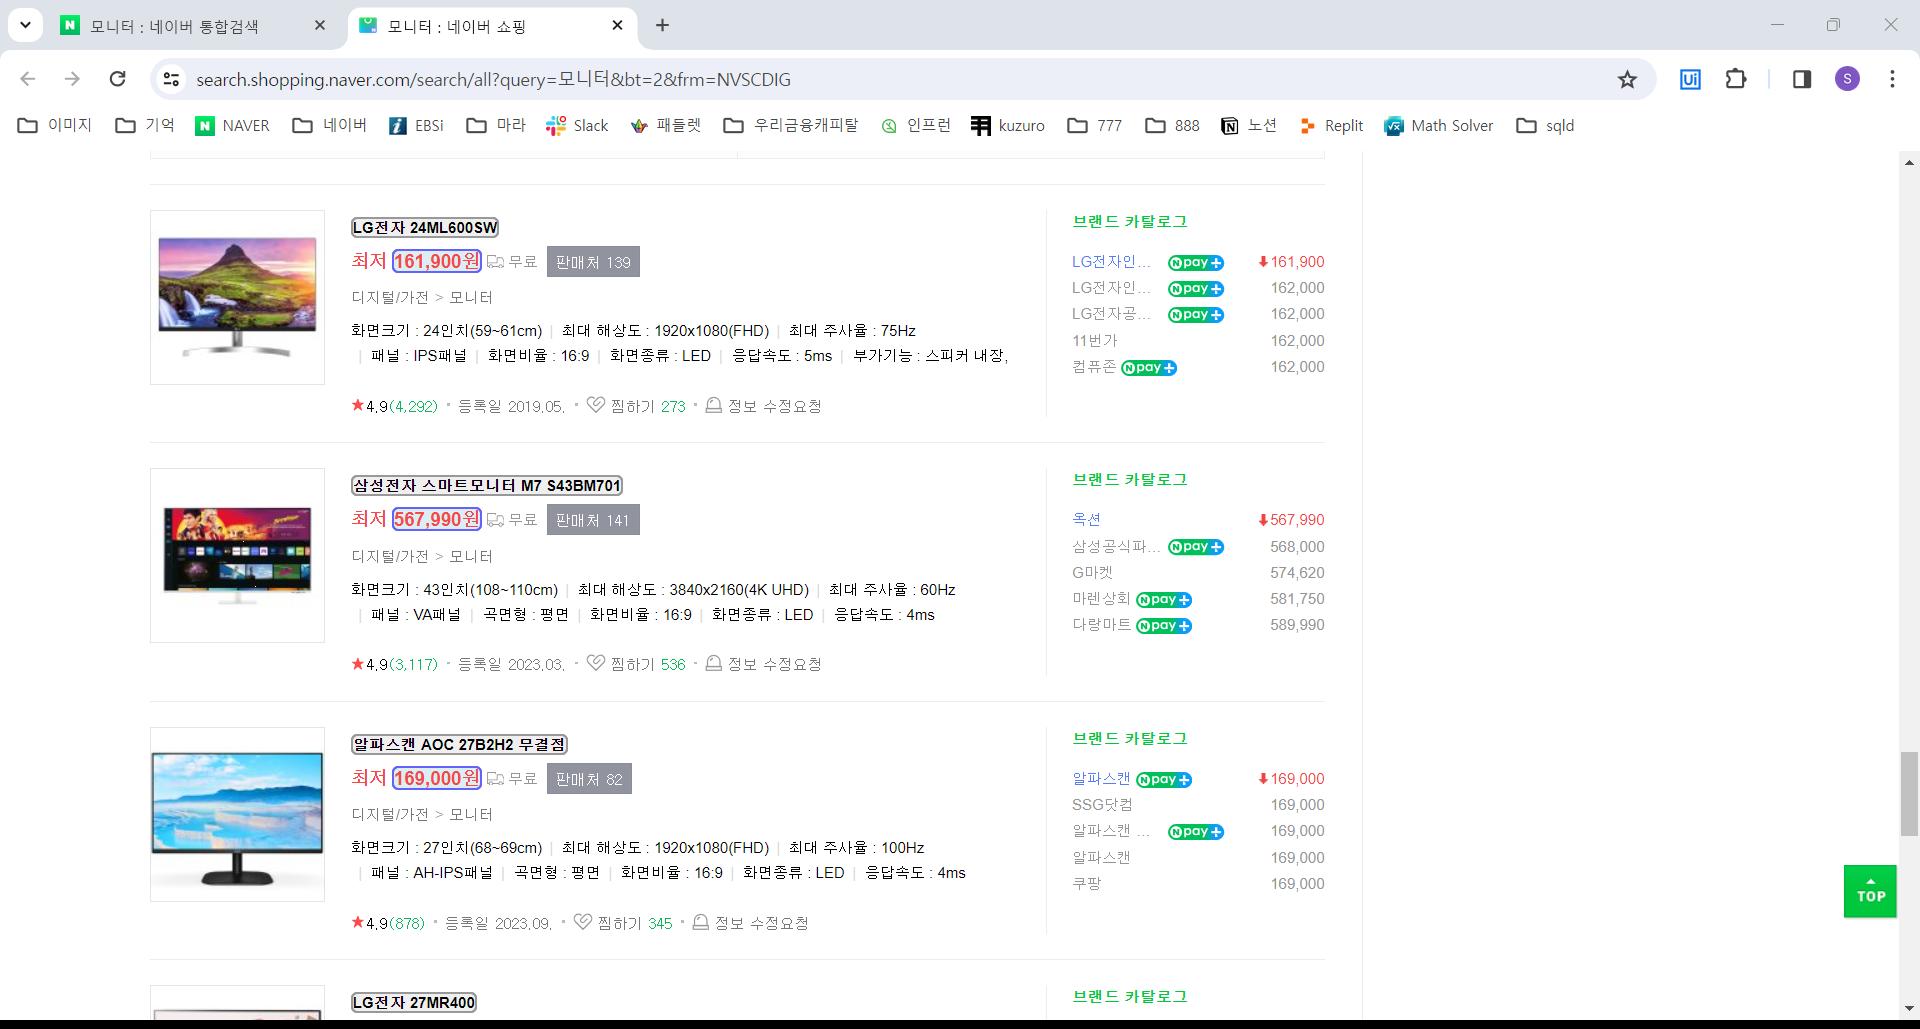 모니터 : 네이버 통합검색
모니터 : 네이버 쇼핑
search.shopping.naver.com/search/all?query=모니터&bt=2&frm=NVSCDIG
Ui
S
이미지 기억 NAVER 네이버 EBSi 마라 Slack 패들렛 우리금융캐피탈 인프런 kuzuro 777 888 노션 Replit Math Solver sqld
LG전자 24ML600SW
최저 161,900원 무료 판매처 139
디지털/가전 > 모니터
화면크기 : 24인치(59~61cm) | 최대 해상도 : 1920x1080(FHD) | 최대 주사율 : 75Hz
| 패널 : IPS패널 | 화면비율 : 16:9 | 화면종류 : LED | 응답속도 : 5ms | 부가기능 : 스피커 내장,
★4.9(4,292) · 등록일 2019.05. · 찜하기 273 · 정보 수정요청
브랜드 카탈로그
LG전자인... N pay+ 161,900
LG전자인... N pay+ 162,000
LG전자공... N pay+ 162,000
11번가 162,000
컴퓨존 N pay+ 162,000
삼성전자 스마트모니터 M7 S43BM701
최저 567,990원 무료 판매처 141
디지털/가전 > 모니터
화면크기 : 43인치(108~110cm) | 최대 해상도 : 3840x2160(4K UHD) | 최대 주사율 : 60Hz
| 패널 : VA패널 | 곡면형 : 평면 | 화면비율 : 16:9 | 화면종류 : LED | 응답속도 : 4ms
★4.9(3,117) · 등록일 2023.03. · 찜하기 536 · 정보 수정요청
브랜드 카탈로그
옥션 567,990
삼성공식파... N pay+ 568,000
G마켓 574,620
마렌상회 N pay+ 581,750
다랑마트 N pay+ 589,990
알파스캔 AOC 27B2H2 무결점
최저 169,000원 무료 판매처 82
디지털/가전 > 모니터
화면크기 : 27인치(68~69cm) | 최대 해상도 : 1920x1080(FHD) | 최대 주사율 : 100Hz
| 패널 : AH-IPS패널 | 곡면형 : 평면 | 화면비율 : 16:9 | 화면종류 : LED | 응답속도 : 4ms
★4.9(878) · 등록일 2023.09. · 찜하기 345 · 정보 수정요청
브랜드 카탈로그
알파스캔 N pay+ 169,000
SSG닷컴 169,000
알파스캔 ... N pay+ 169,000
알파스캔 169,000
쿠팡 169,000
TOP
LG전자 27MR400
브랜드 카탈로그